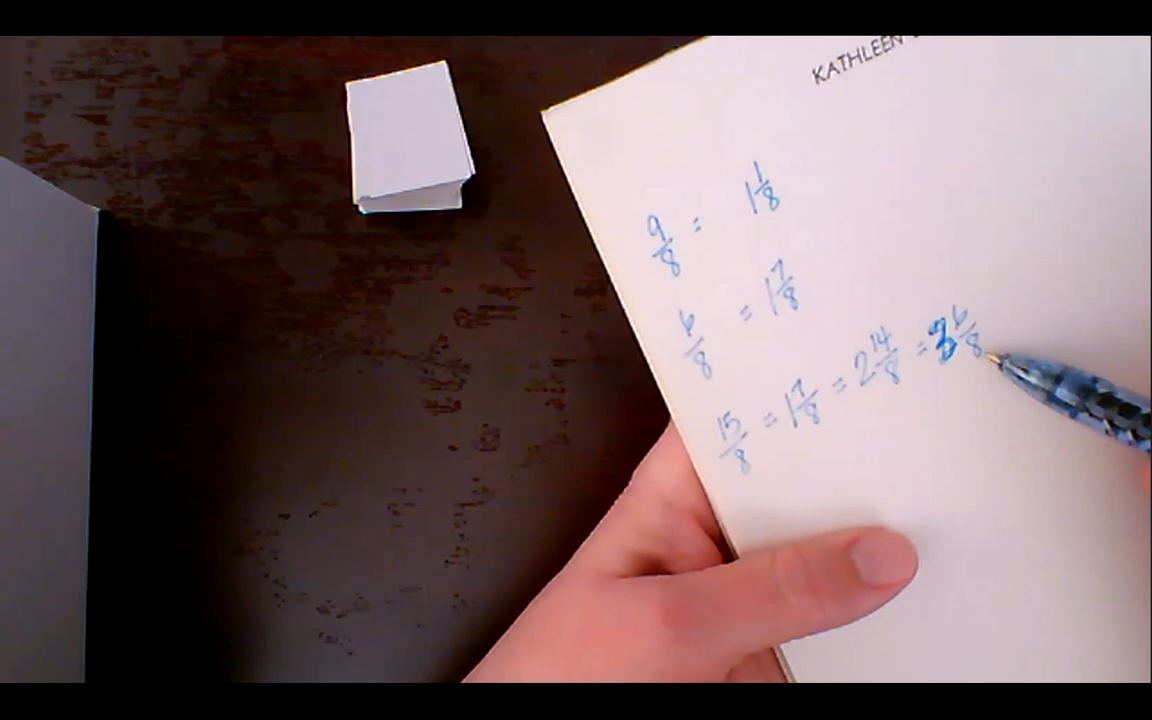 KATHLEEN
9/8 = 1 1/8
6/8 = 1 7/8
15/8 = 1 7/8 = 2 14/8 = 3 6/8